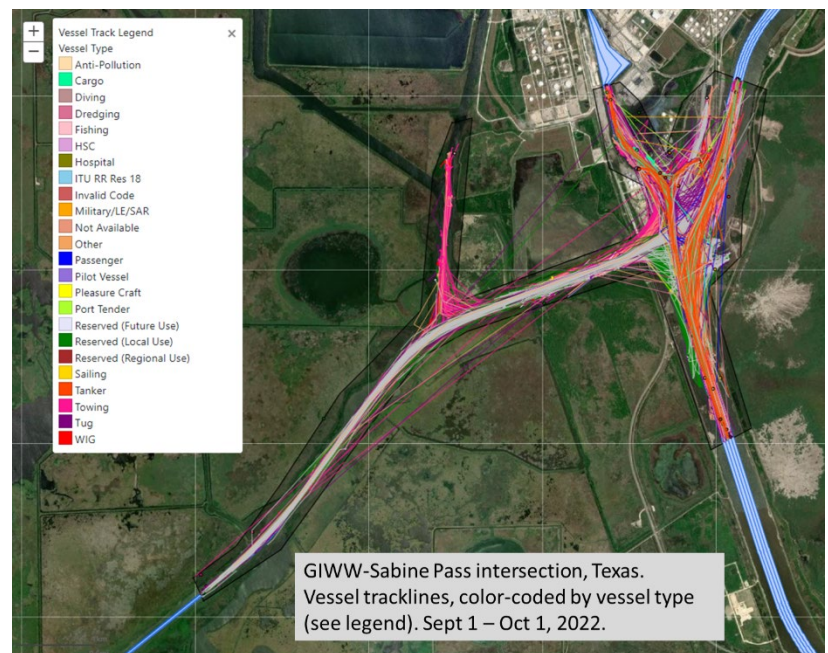 +
−
Vessel Track Legend ×
Vessel Type
Anti-Pollution
Cargo
Diving
Dredging
Fishing
HSC
Hospital
ITU RR Res 18
Invalid Code
Military/LE/SAR
Not Available
Other
Passenger
Pilot Vessel
Pleasure Craft
Port Tender
Reserved (Future Use)
Reserved (Local Use)
Reserved (Regional Use)
Sailing
Tanker
Towing
Tug
WIG
GIWW-Sabine Pass intersection, Texas.
Vessel tracklines, color-coded by vessel type
(see legend). Sept 1 – Oct 1, 2022.